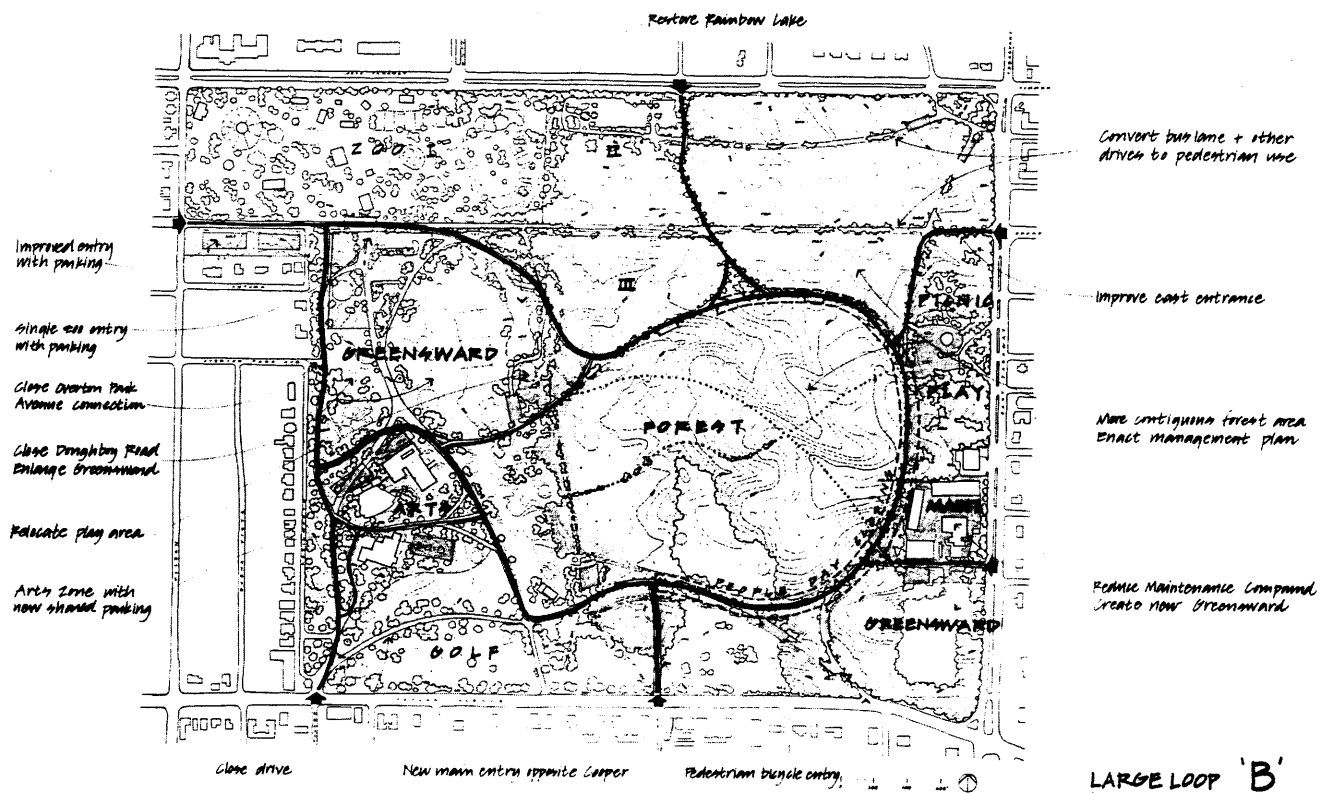 Restore Rainbow Lake
Convert bus lane + other
drives to pedestrian use
ZOO I
II
Improved entry
with parking
III
PICNIC
Improve east entrance
Single zoo entry
with parking
GREENSWARD
Close Overton Park
Avenue connection
PLAY
FOREST
More contiguous forest area
Enact management plan
Close Doughboy Road
Enlarge Greensward
ARTS
MAINT
Relocate play area
Arts Zone with
new shared parking
PEOPLE
Reduce Maintenance Compound
Create new Greensward
GREENSWARD
GOLF
Close drive
New main entry opposite Cooper
Pedestrian bicycle entry
LARGE LOOP 'B'